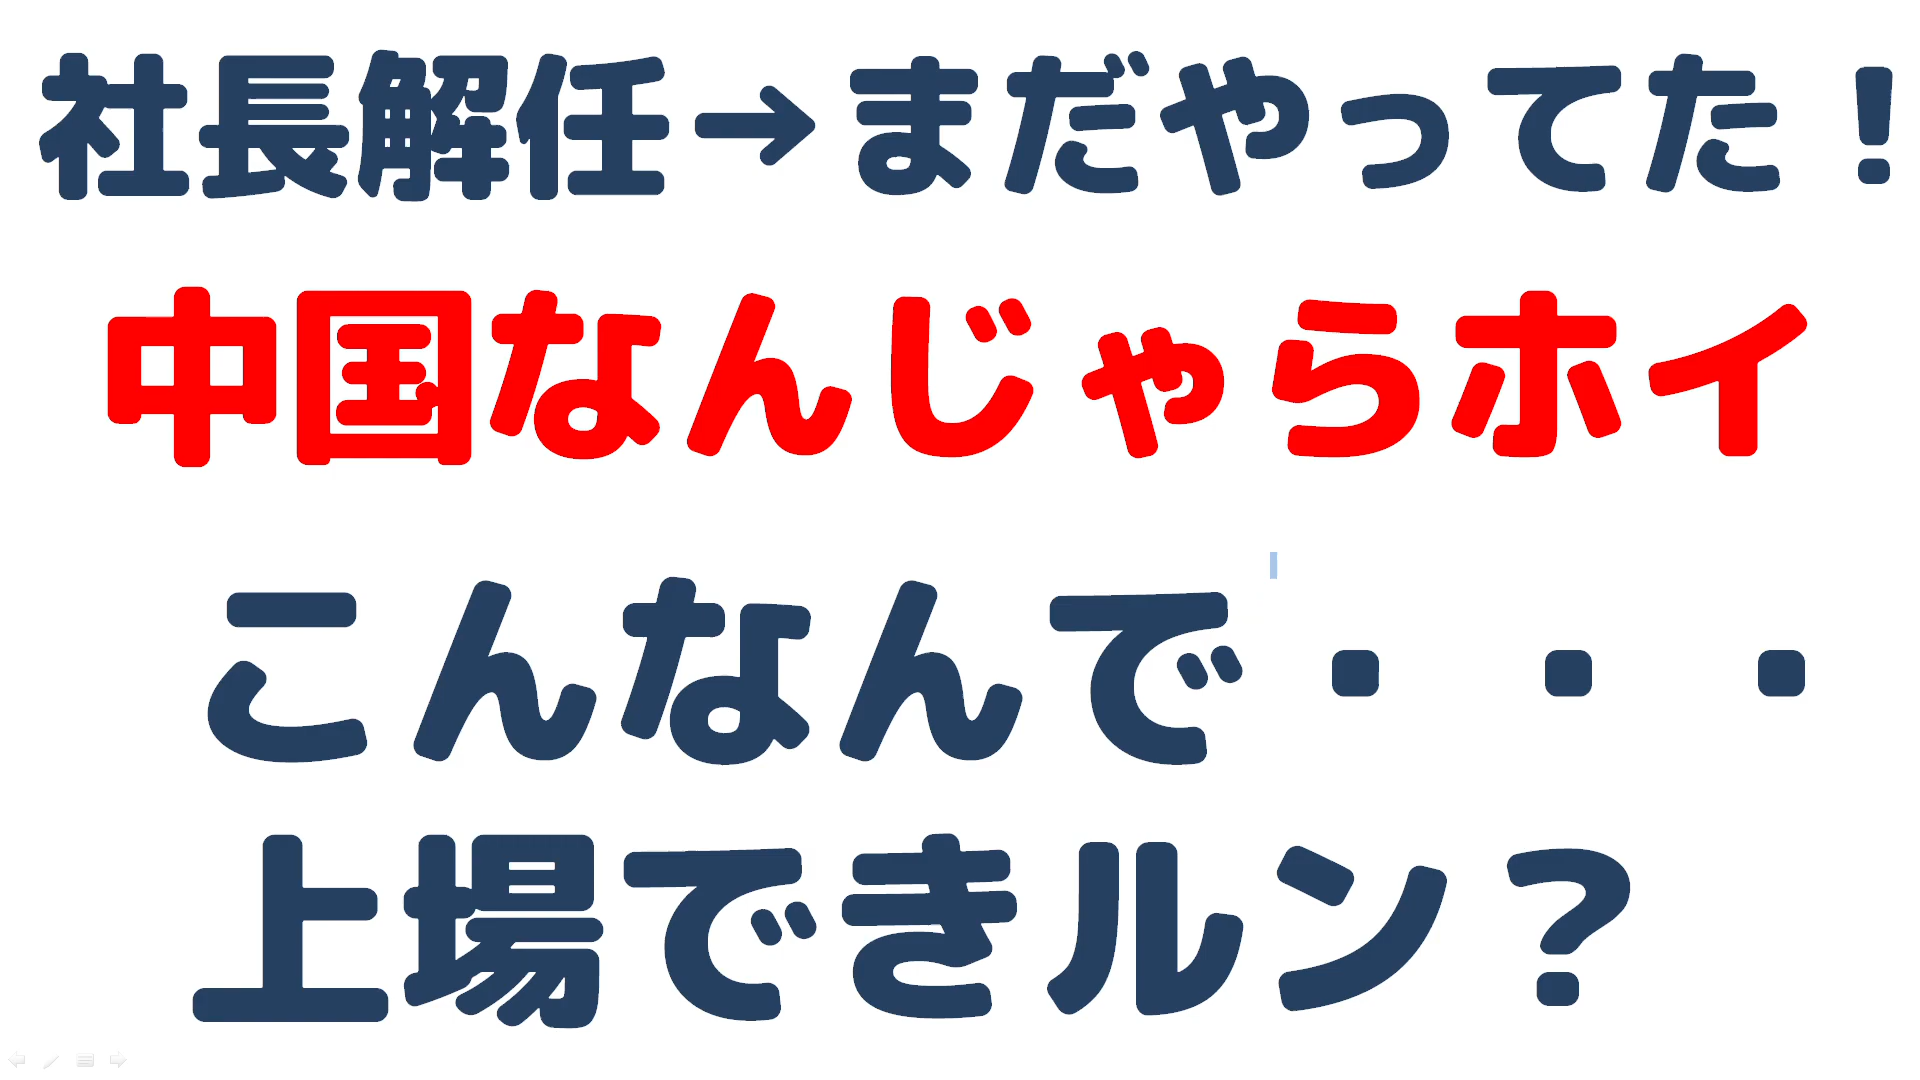 社長解任→まだやってた！
中国なんじゃらホイ
こんなんで・・・
上場できルン？